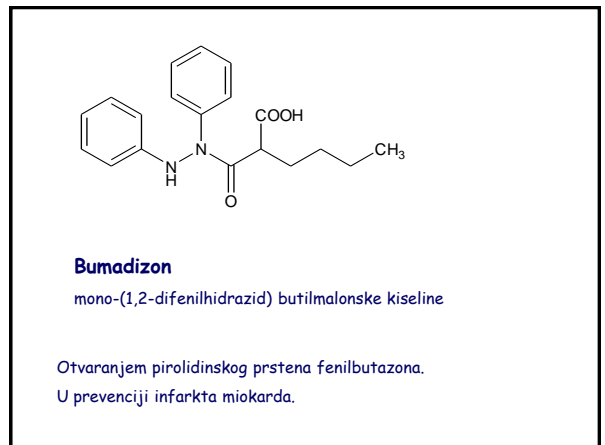 COOH
N
N
H
CH3
O
Bumadizon
mono-(1,2-difenilhidrazid) butilmalonske kiseline
Otvaranjem pirolidinskog prstena fenilbutazona.
U prevenciji infarkta miokarda.